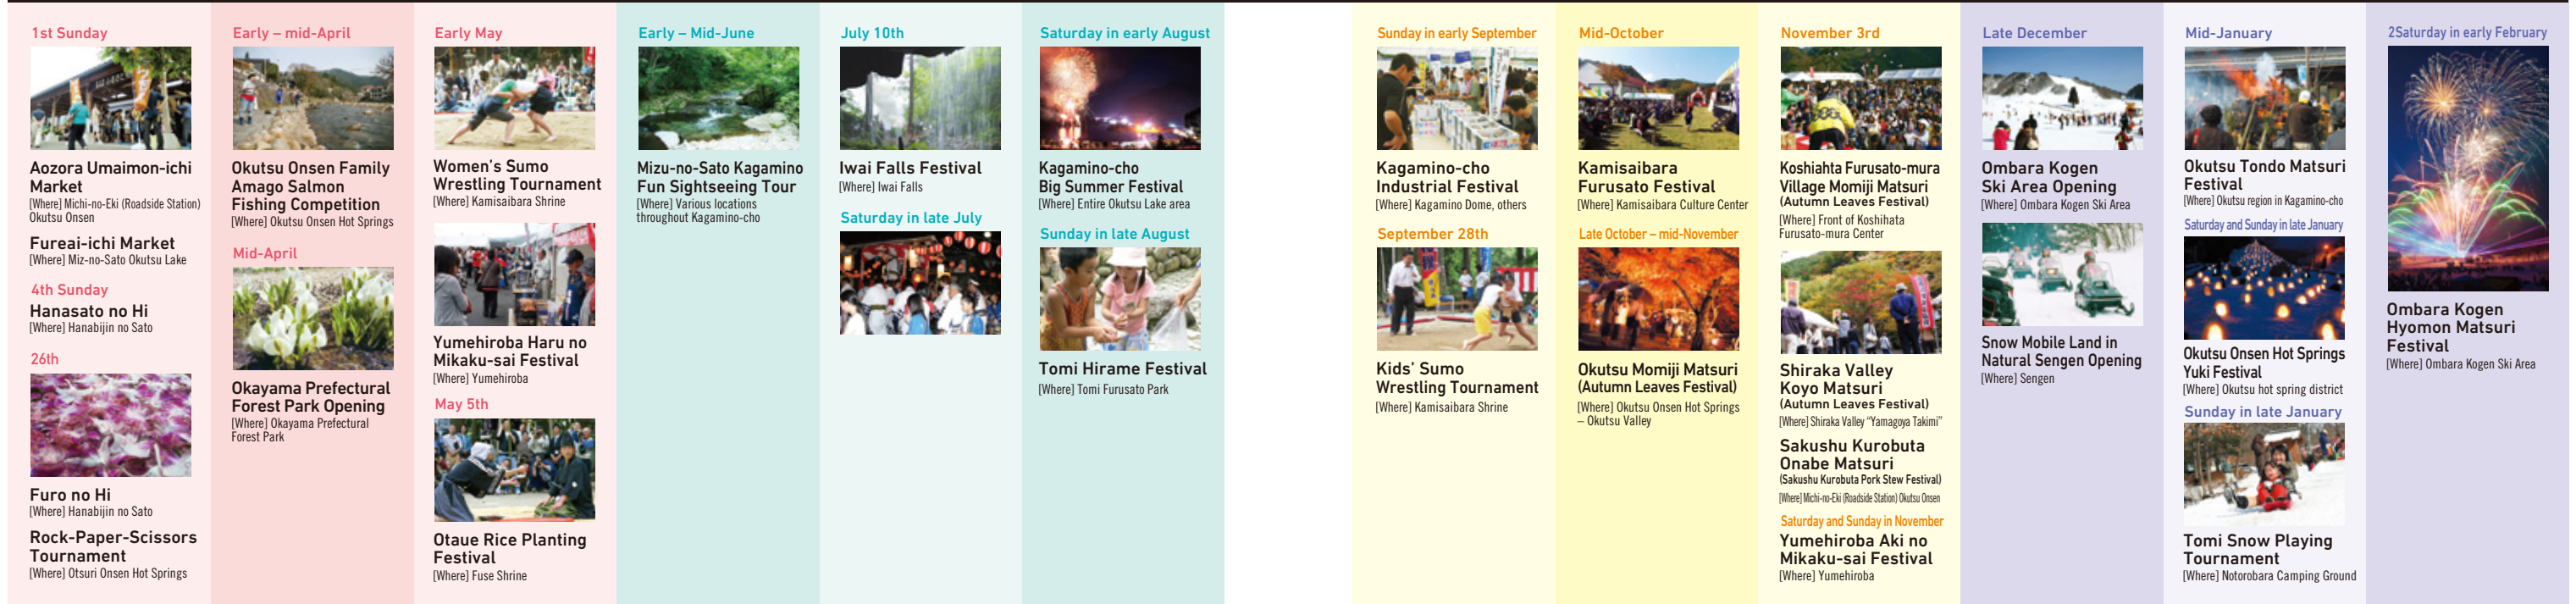 1st Sunday
Aozora Umaimon-ichi
Market
[Where] Michi-no-Eki (Roadside Station)
Okutsu Onsen
Fureai-ichi Market
[Where] Miz-no-Sato Okutsu Lake
4th Sunday
Hanasato no Hi
[Where] Hanabijin no Sato
26th
Furo no Hi
[Where] Hanabijin no Sato
Rock-Paper-Scissors
Tournament
[Where] Otsuri Onsen Hot Springs
Early – mid-April
Okutsu Onsen Family
Amago Salmon
Fishing Competition
[Where] Okutsu Onsen Hot Springs
Mid-April
Okayama Prefectural
Forest Park Opening
[Where] Okayama Prefectural
Forest Park
Early May
Women's Sumo
Wrestling Tournament
[Where] Kamisaibara Shrine
Yumehiroba Haru no
Mikaku-sai Festival
[Where] Yumehiroba
May 5th
Otaue Rice Planting
Festival
[Where] Fuse Shrine
Early – Mid-June
Mizu-no-Sato Kagamino
Fun Sightseeing Tour
[Where] Various locations
throughout Kagamino-cho
July 10th
Iwai Falls Festival
[Where] Iwai Falls
Saturday in late July
Saturday in early August
Kagamino-cho
Big Summer Festival
[Where] Entire Okutsu Lake area
Sunday in late August
Tomi Hirame Festival
[Where] Tomi Furusato Park
Sunday in early September
Kagamino-cho
Industrial Festival
[Where] Kagamino Dome, others
September 28th
Kids' Sumo
Wrestling Tournament
[Where] Kamisaibara Shrine
Mid-October
Kamisaibara
Furusato Festival
[Where] Kamisaibara Culture Center
Late October – mid-November
Okutsu Momiji Matsuri
(Autumn Leaves Festival)
[Where] Okutsu Onsen Hot Springs
– Okutsu Valley
November 3rd
Koshiahta Furusato-mura
Village Momiji Matsuri
(Autumn Leaves Festival)
[Where] Front of Koshihata
Furusato-mura Center
Shiraka Valley
Koyo Matsuri
(Autumn Leaves Festival)
[Where] Shiraka Valley "Yamagoya Takimi"
Sakushu Kurobuta
Onabe Matsuri
(Sakushu Kurobuta Pork Stew Festival)
[Where] Michi-no-Eki (Roadside Station) Okutsu Onsen
Saturday and Sunday in November
Yumehiroba Aki no
Mikaku-sai Festival
[Where] Yumehiroba
Late December
Ombara Kogen
Ski Area Opening
[Where] Ombara Kogen Ski Area
Snow Mobile Land in
Natural Sengen Opening
[Where] Sengen
Mid-January
Okutsu Tondo Matsuri
Festival
[Where] Okutsu region in Kagamino-cho
Saturday and Sunday in late January
Okutsu Onsen Hot Springs
Yuki Festival
[Where] Okutsu hot spring district
Sunday in late January
Tomi Snow Playing
Tournament
[Where] Notorobara Camping Ground
2Saturday in early February
Ombara Kogen
Hyomon Matsuri
Festival
[Where] Ombara Kogen Ski Area